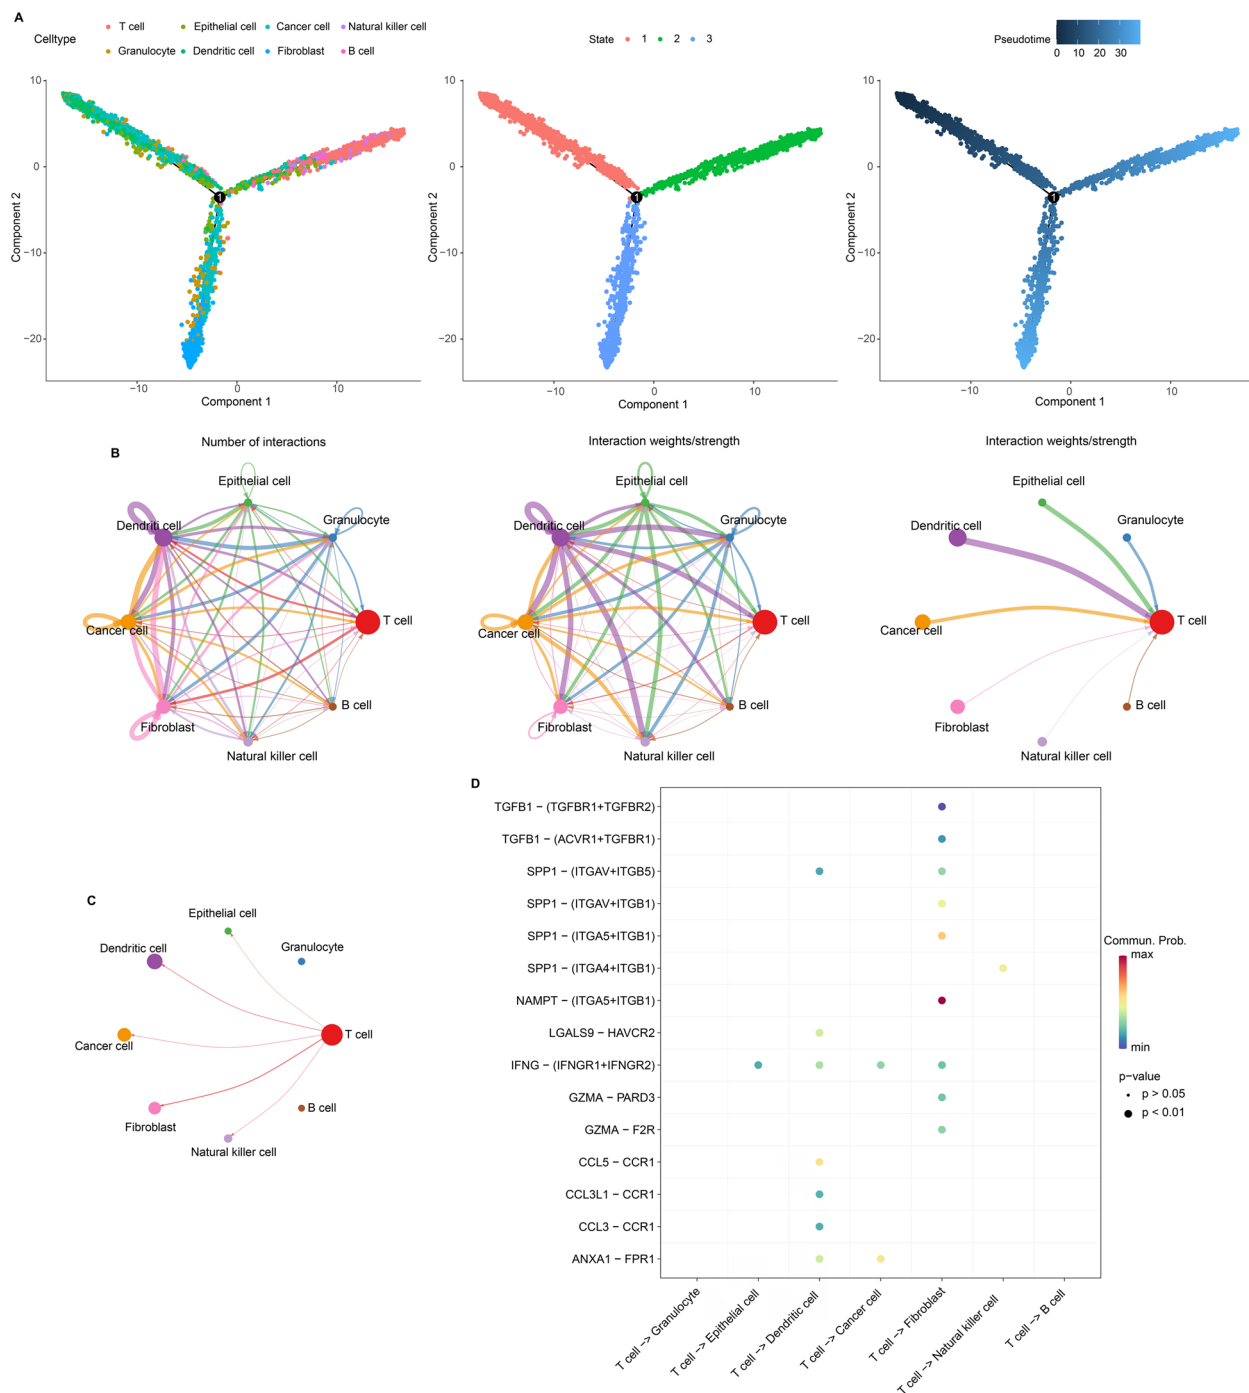 A
Celltype
T cell
Epithelial cell
Cancer cell
Natural killer cell
Granulocyte
Dendritic cell
Fibroblast
B cell
State 1 2 3
Pseudotime
0 10 20 30
10
0
−10
−20
Component 2
−10 0 10
Component 1
1
10
0
−10
−20
Component 2
−10 0 10
Component 1
1
10
0
−10
−20
Component 2
−10 0 10
Component 1
1
B
Number of interactions
Epithelial cell
Dendriti cell
Granulocyte
T cell
Cancer cell
B cell
Fibroblast
Natural killer cell
Interaction weights/strength
Epithelial cell
Dendritic cell
Granulocyte
T cell
Cancer cell
B cell
Fibroblast
Natural killer cell
Interaction weights/strength
Epithelial cell
Dendritic cell
Granulocyte
T cell
Cancer cell
Fibroblast
B cell
Natural killer cell
C
Epithelial cell
Dendritic cell
Granulocyte
T cell
Cancer cell
B cell
Fibroblast
Natural killer cell
D
TGFB1 − (TGFBR1+TGFBR2)
TGFB1 − (ACVR1+TGFBR1)
SPP1 − (ITGAV+ITGB5)
SPP1 − (ITGAV+ITGB1)
SPP1 − (ITGA5+ITGB1)
SPP1 − (ITGA4+ITGB1)
NAMPT − (ITGA5+ITGB1)
LGALS9 − HAVCR2
IFNG − (IFNGR1+IFNGR2)
GZMA − PARD3
GZMA − F2R
CCL5 − CCR1
CCL3L1 − CCR1
CCL3 − CCR1
ANXA1 − FPR1
T cell −> Granulocyte
T cell −> Epithelial cell
T cell −> Dendritic cell
T cell −> Cancer cell
T cell −> Fibroblast
T cell −> Natural killer cell
T cell −> B cell
Commun. Prob.
max
min
p−value
p > 0.05
p < 0.01